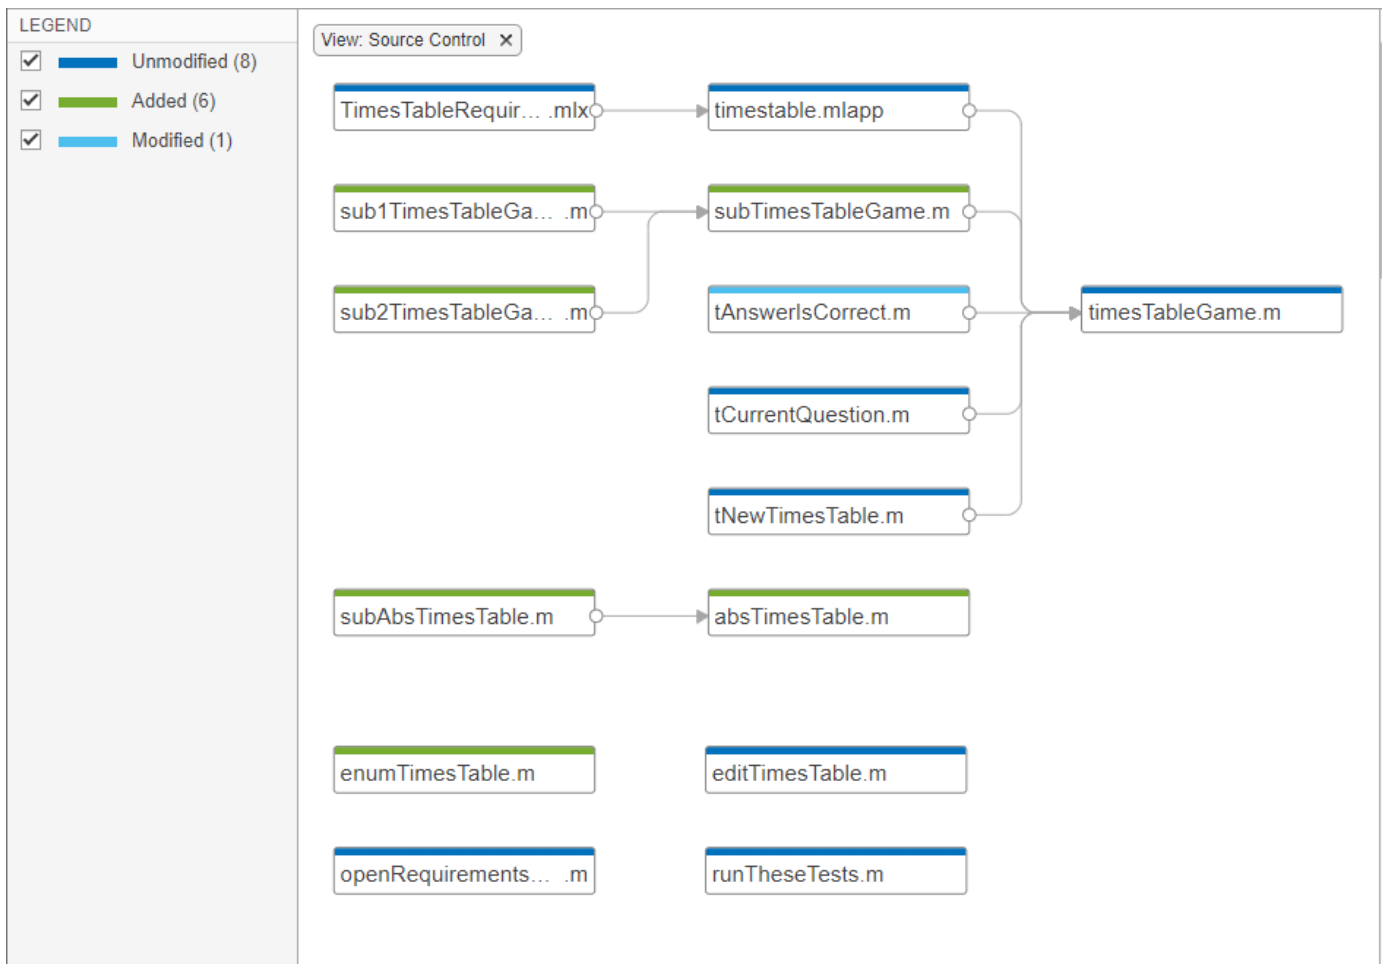 LEGEND
Unmodified (8)
Added (6)
Modified (1)
View: Source Control ×
TimesTableRequir... .mlx
timestable.mlapp
sub1TimesTableGa... .m
subTimesTableGame.m
sub2TimesTableGa... .m
tAnswerIsCorrect.m
timesTableGame.m
tCurrentQuestion.m
tNewTimesTable.m
subAbsTimesTable.m
absTimesTable.m
enumTimesTable.m
editTimesTable.m
openRequirements... .m
runTheseTests.m